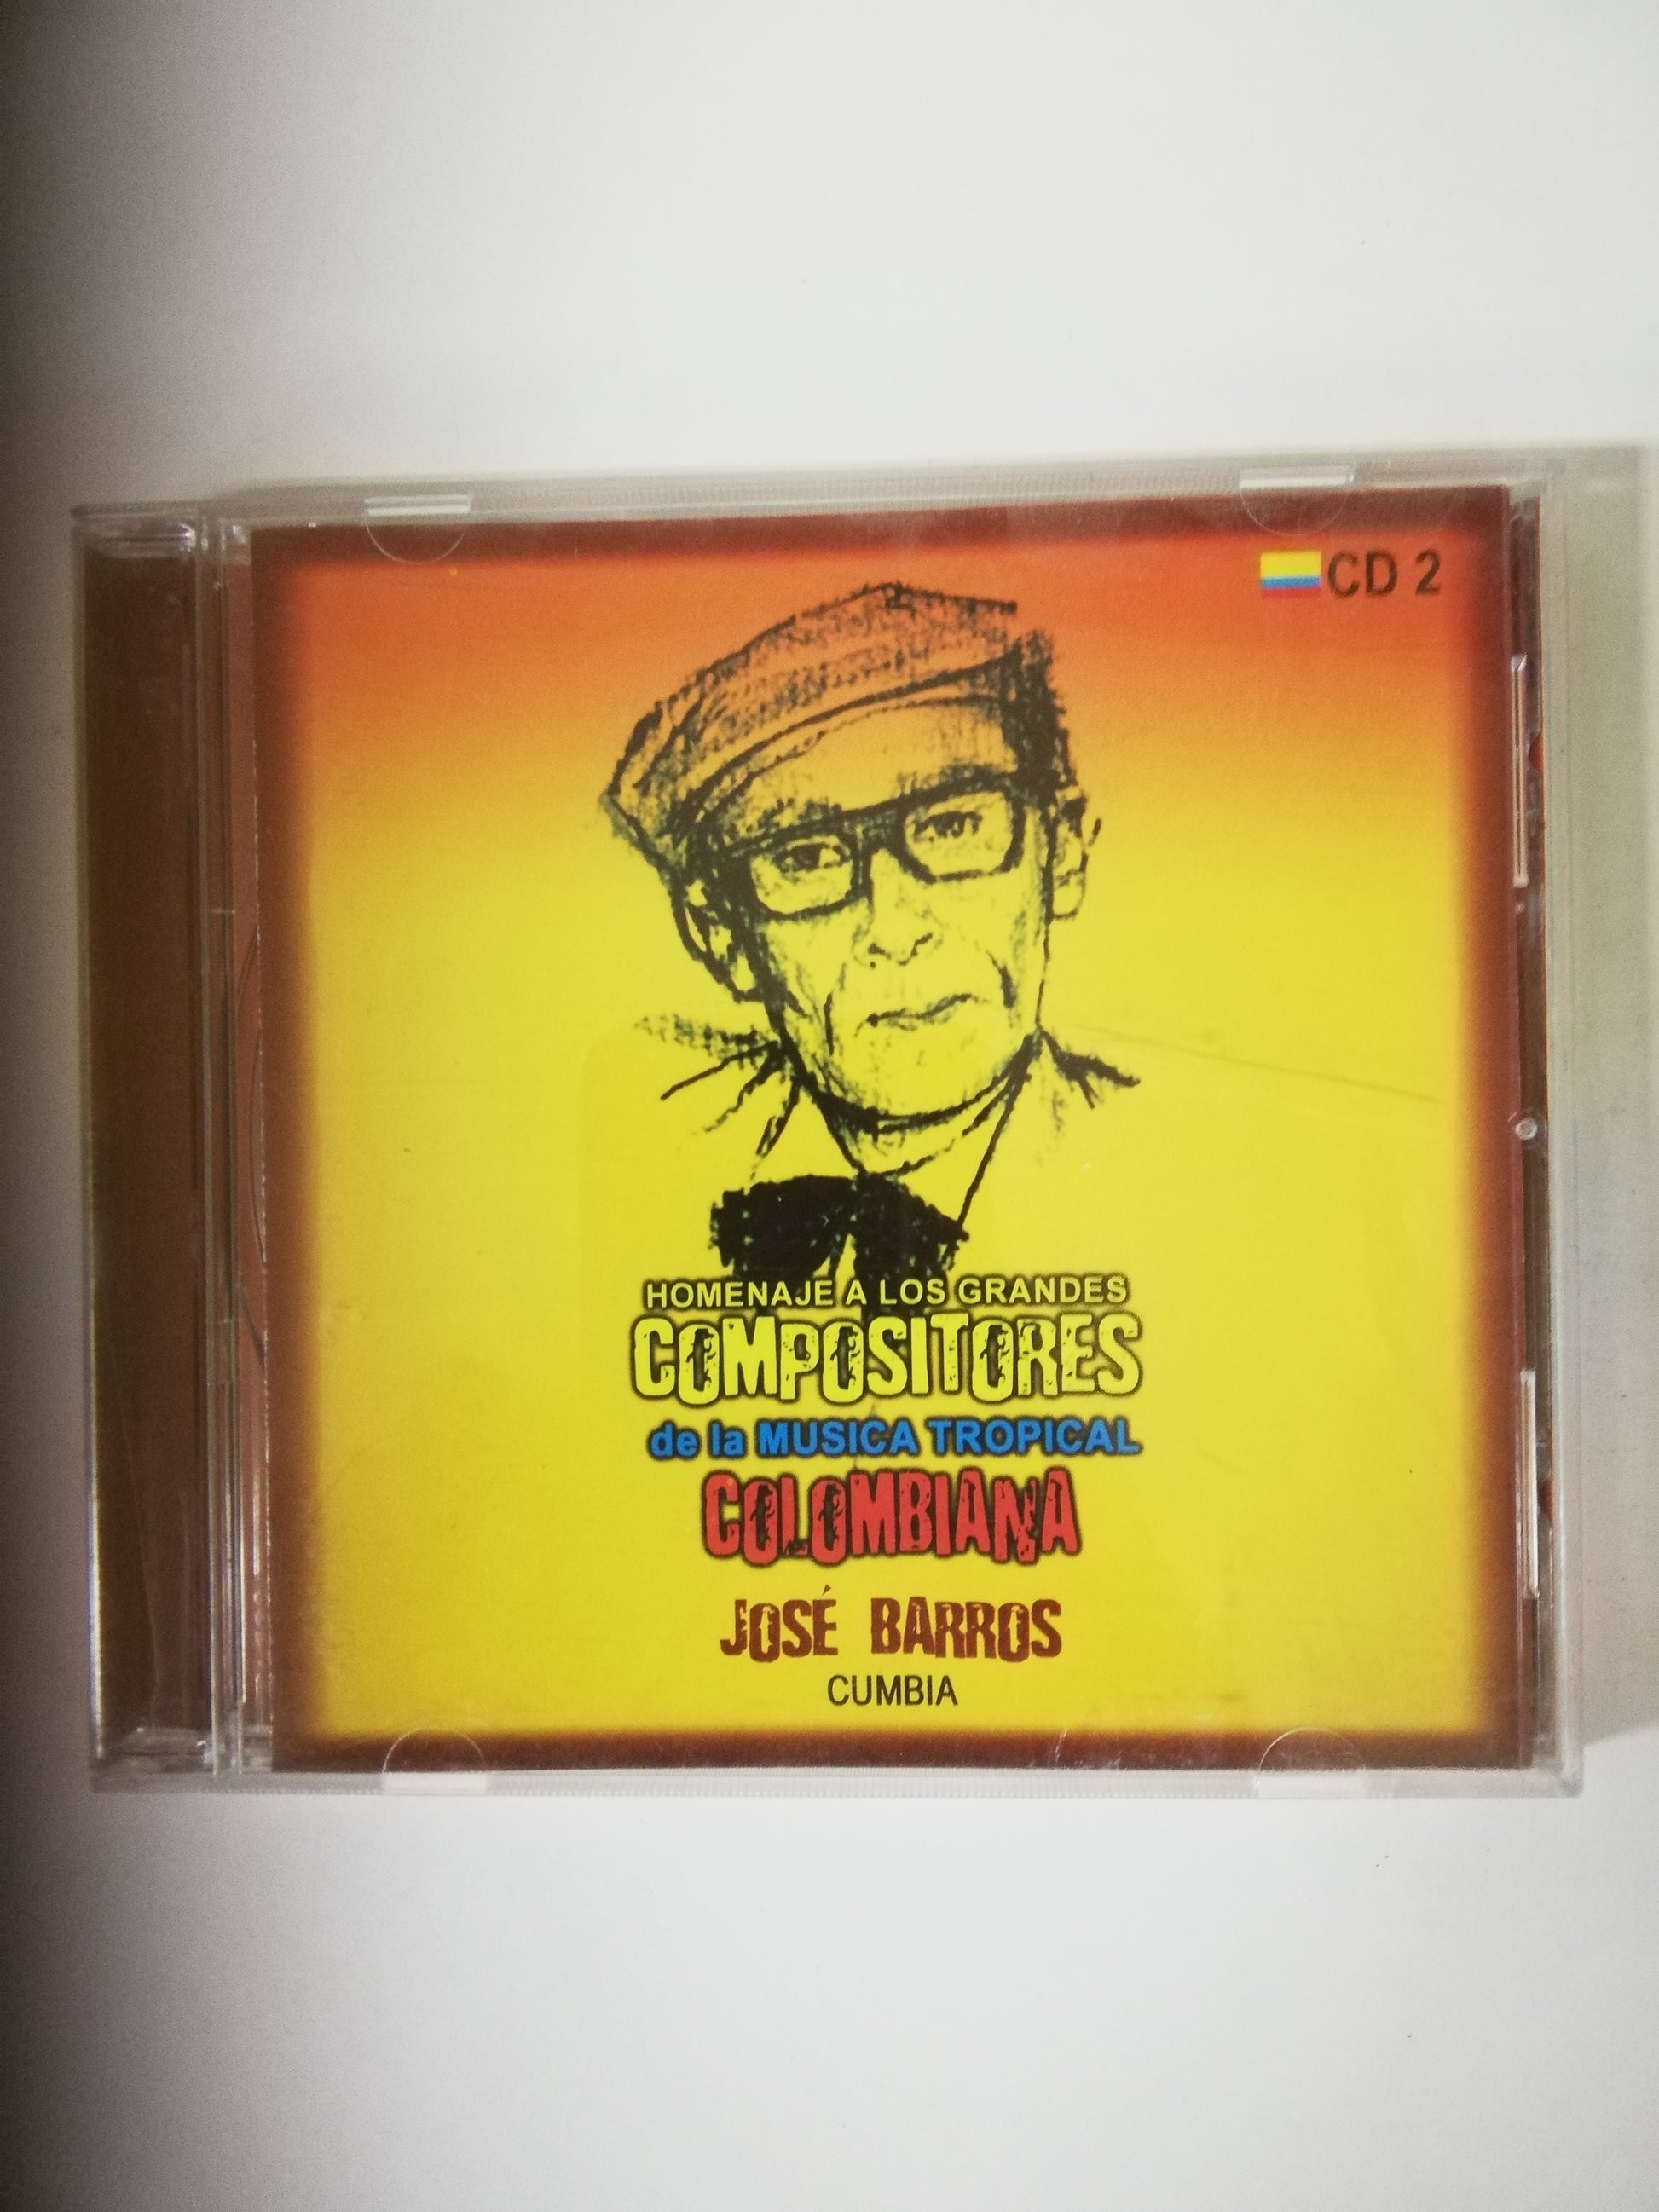 CD 2
HOMENAJE A LOS GRANDES
COMPOSITORES
de la MUSICA TROPICAL
COLOMBIANA
JOSÉ BARROS
CUMBIA